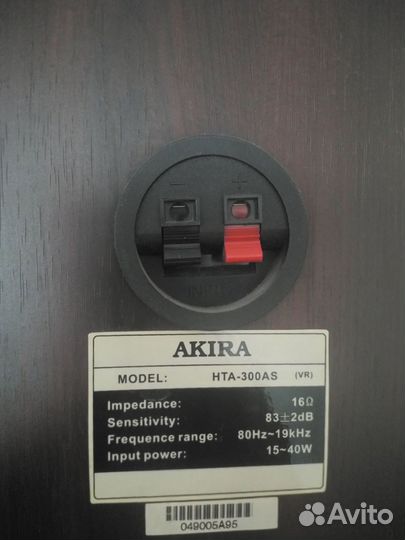 − +
INPUT
AKIRA
MODEL: HTA-300AS (VR)
Impedance: 16Ω
Sensitivity: 83±2dB
Frequence range: 80Hz~19kHz
Input power: 15~40W
049005A95
Avito